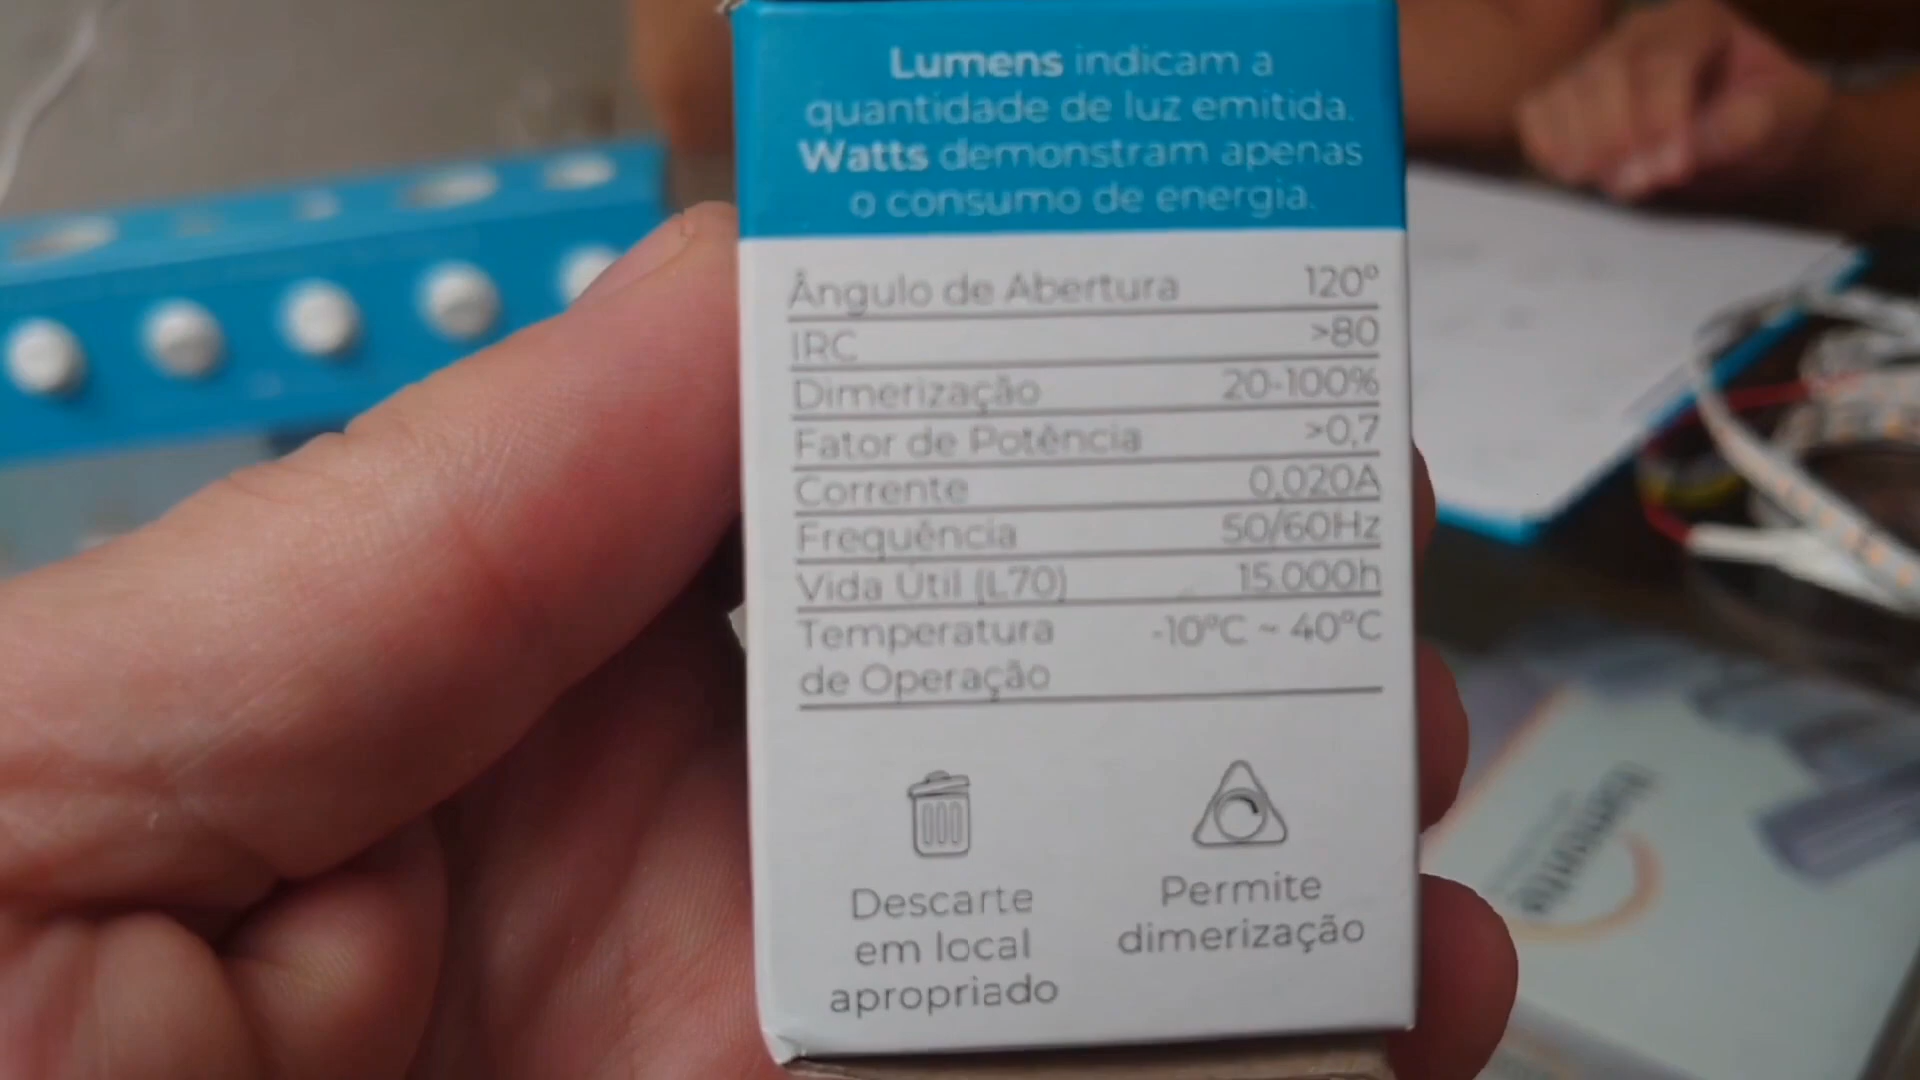 Lumens indicam a
quantidade de luz emitida.
Watts demonstram apenas
o consumo de energia.
Ângulo de Abertura 120º
IRC >80
Dimerização 20-100%
Fator de Potência >0,7
Corrente 0,020A
Frequência 50/60Hz
Vida Útil (L70) 15.000h
Temperatura -10ºC ~ 40ºC
de Operação
Descarte
em local
apropriado
Permite
dimerização